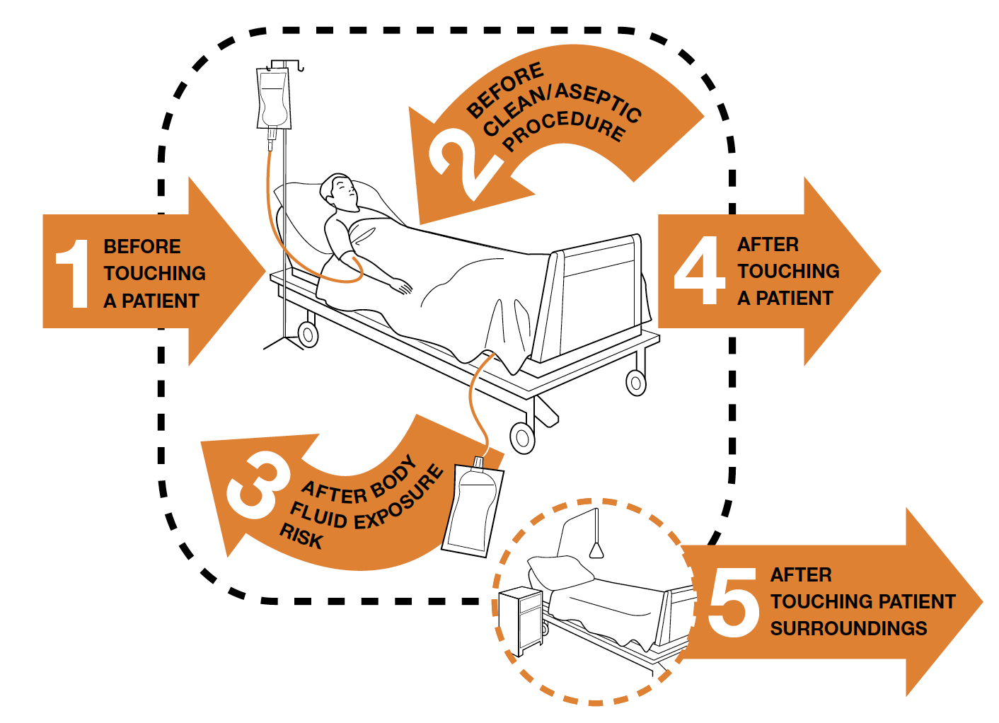 1
BEFORE
TOUCHING
A PATIENT
2
BEFORE
CLEAN/ASEPTIC
PROCEDURE
3
AFTER BODY
FLUID EXPOSURE
RISK
4
AFTER
TOUCHING
A PATIENT
5
AFTER
TOUCHING PATIENT
SURROUNDINGS